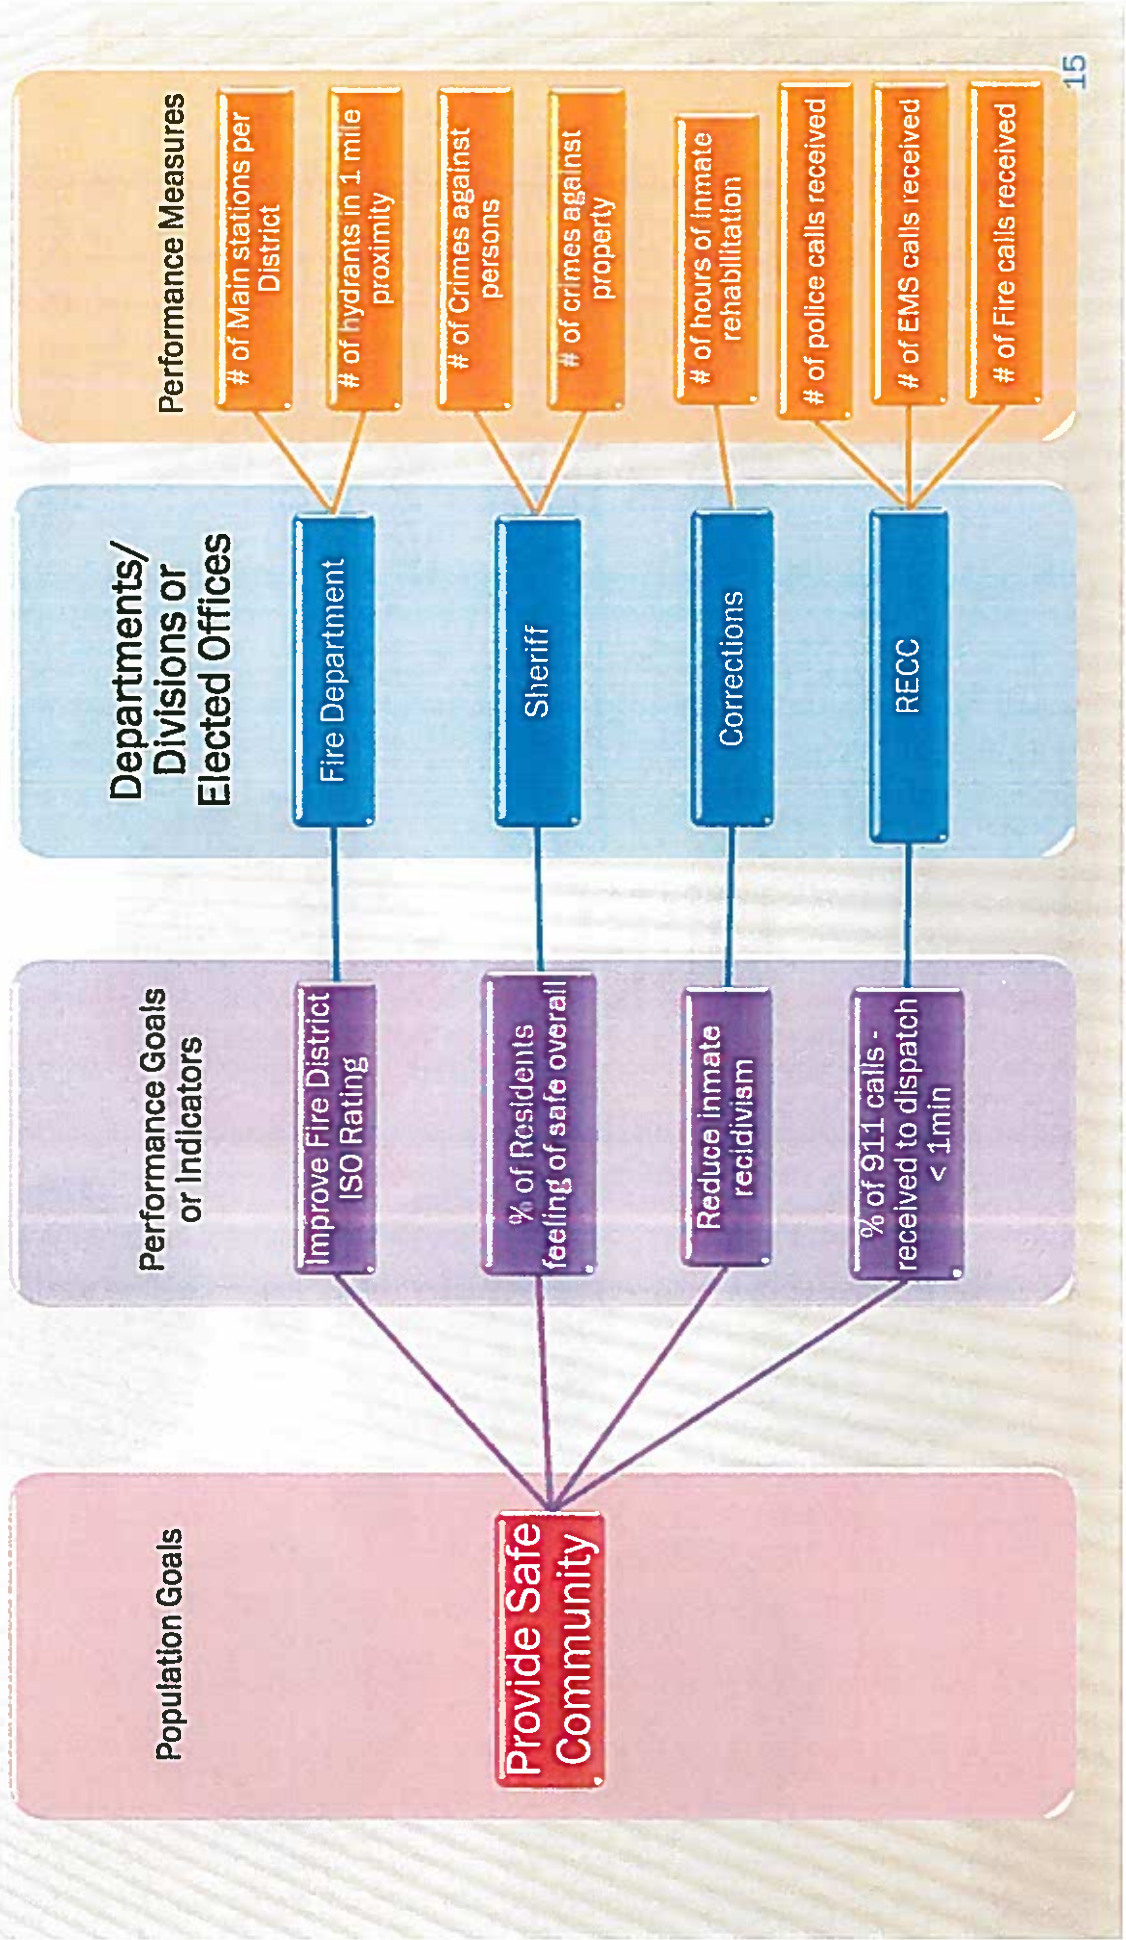 Population Goals
Provide Safe
Community
Performance Goals
or Indicators
Improve Fire District
ISO Rating
% of Residents
feeling of safe overall
Reduce inmate
recidivism
% of 911 calls -
received to dispatch
< 1min
Departments/
Divisions or
Elected Offices
Fire Department
Sheriff
Corrections
RECC
Performance Measures
# of Main stations per
District
# of hydrants in 1 mile
proximity
# of Crimes against
persons
# of crimes against
property
# of hours of Inmate
rehabilitation
# of police calls received
# of EMS calls received
# of Fire calls received
15